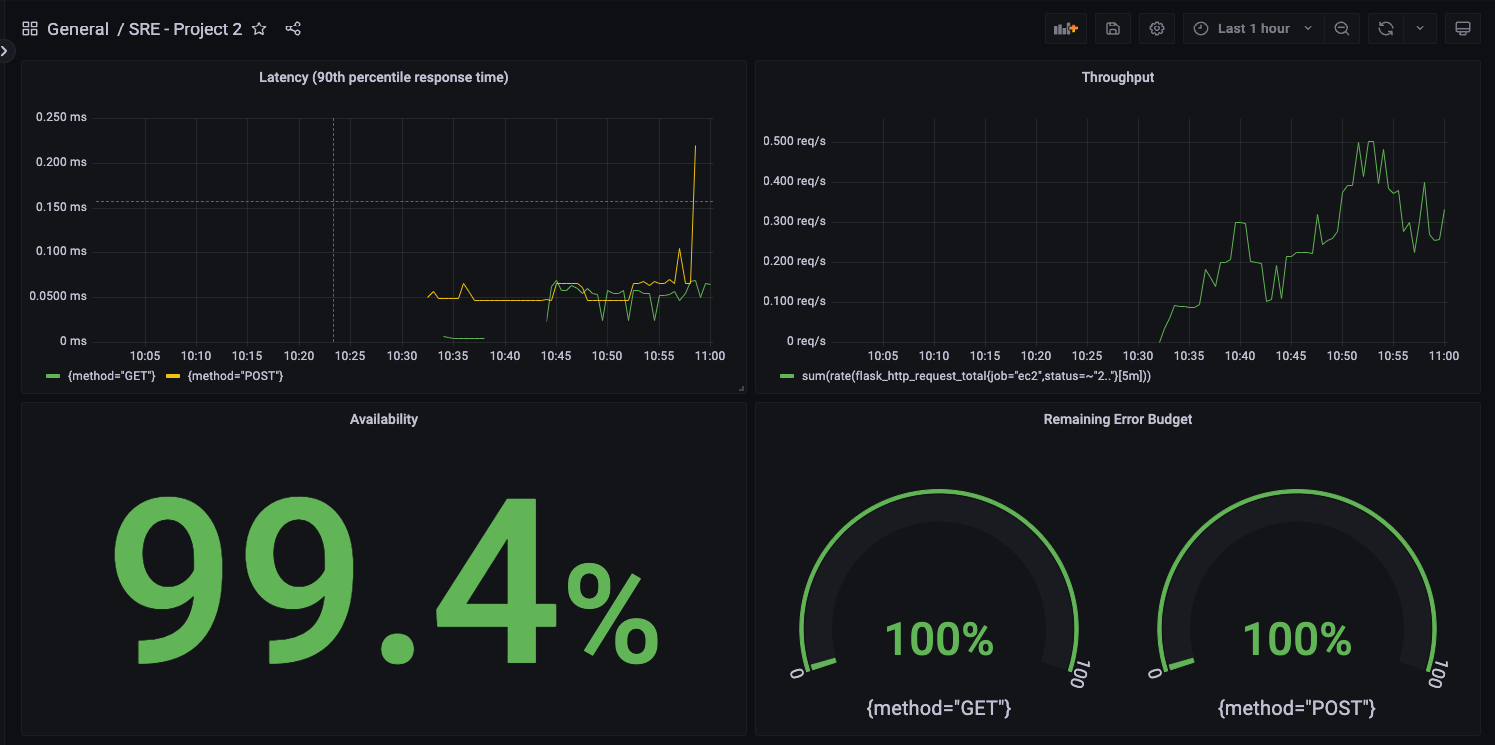 General / SRE - Project 2
Last 1 hour
Latency (90th percentile response time)
0.250 ms
0.200 ms
0.150 ms
0.100 ms
0.0500 ms
0 ms
10:05 10:10 10:15 10:20 10:25 10:30 10:35 10:40 10:45 10:50 10:55 11:00
{method="GET"} {method="POST"}
Throughput
0.500 req/s
0.400 req/s
0.300 req/s
0.200 req/s
0.100 req/s
0 req/s
10:05 10:10 10:15 10:20 10:25 10:30 10:35 10:40 10:45 10:50 10:55 11:00
sum(rate(flask_http_request_total{job="ec2",status=~"2.."}[5m]))
Availability
99.4%
Remaining Error Budget
100%
0 100
{method="GET"}
100%
0 100
{method="POST"}